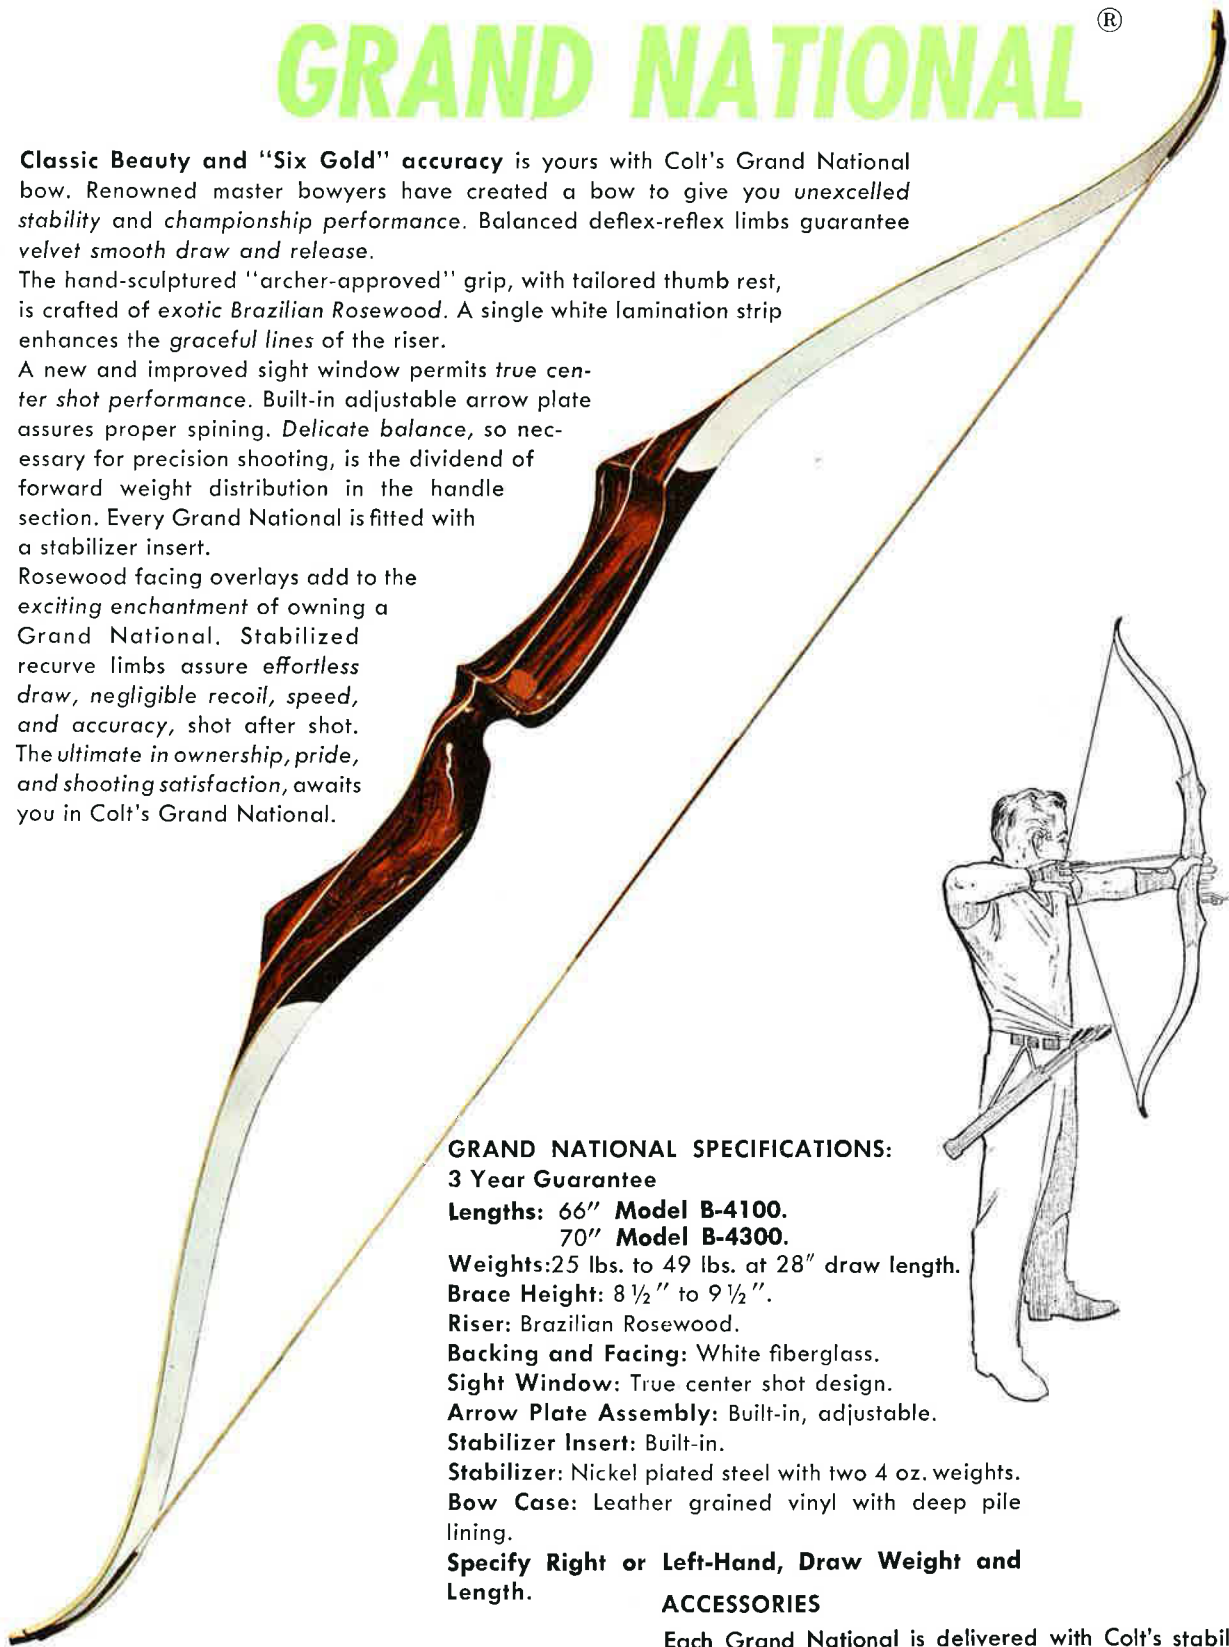 GRAND NATIONAL ®
Classic Beauty and "Six Gold" accuracy is yours with Colt's Grand National
bow. Renowned master bowyers have created a bow to give you unexcelled
stability and championship performance. Balanced deflex-reflex limbs guarantee
velvet smooth draw and release.
The hand-sculptured "archer-approved" grip, with tailored thumb rest,
is crafted of exotic Brazilian Rosewood. A single white lamination strip
enhances the graceful lines of the riser.
A new and improved sight window permits true cen-
ter shot performance. Built-in adjustable arrow plate
assures proper spining. Delicate balance, so nec-
essary for precision shooting, is the dividend of
forward weight distribution in the handle
section. Every Grand National is fitted with
a stabilizer insert.
Rosewood facing overlays add to the
exciting enchantment of owning a
Grand National. Stabilized
recurve limbs assure effortless
draw, negligible recoil, speed,
and accuracy, shot after shot.
The ultimate in ownership, pride,
and shooting satisfaction, awaits
you in Colt's Grand National.
GRAND NATIONAL SPECIFICATIONS:
3 Year Guarantee
Lengths: 66" Model B-4100.
70" Model B-4300.
Weights:25 lbs. to 49 lbs. at 28" draw length.
Brace Height: 8 ½" to 9 ½".
Riser: Brazilian Rosewood.
Backing and Facing: White fiberglass.
Sight Window: True center shot design.
Arrow Plate Assembly: Built-in, adjustable.
Stabilizer Insert: Built-in.
Stabilizer: Nickel plated steel with two 4 oz. weights.
Bow Case: Leather grained vinyl with deep pile
lining.
Specify Right or Left-Hand, Draw Weight and
Length.
ACCESSORIES
Each Grand National is delivered with Colt's stabil